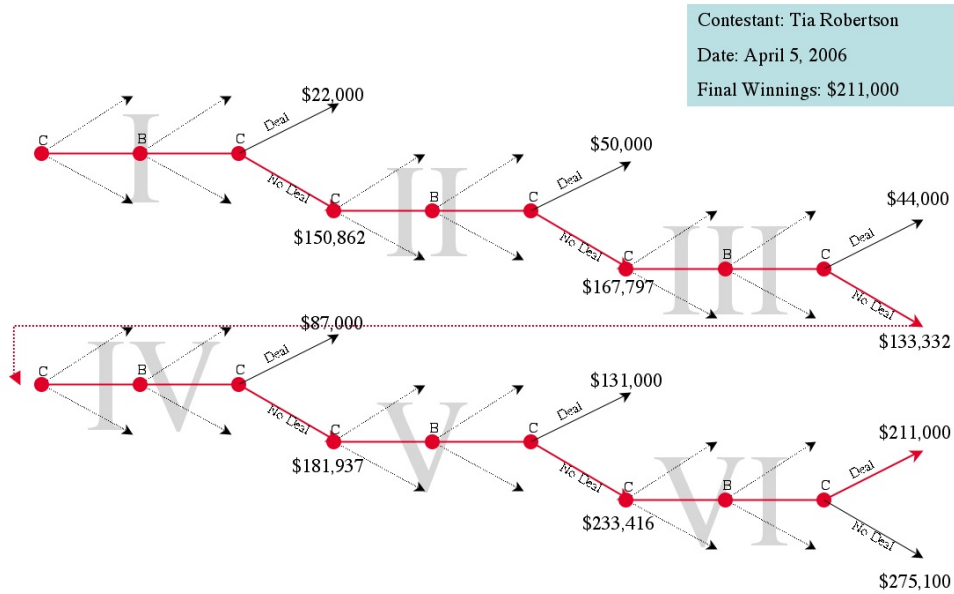 Contestant: Tia Robertson
Date: April 5, 2006
Final Winnings: $211,000
I
C
B
C
Deal
$22,000
No Deal
$150,862
II
C
B
C
Deal
$50,000
No Deal
$167,797
III
C
B
C
Deal
$44,000
No Deal
$133,332
IV
C
B
C
Deal
$87,000
No Deal
$181,937
V
C
B
C
Deal
$131,000
No Deal
$233,416
VI
C
B
C
Deal
$211,000
No Deal
$275,100